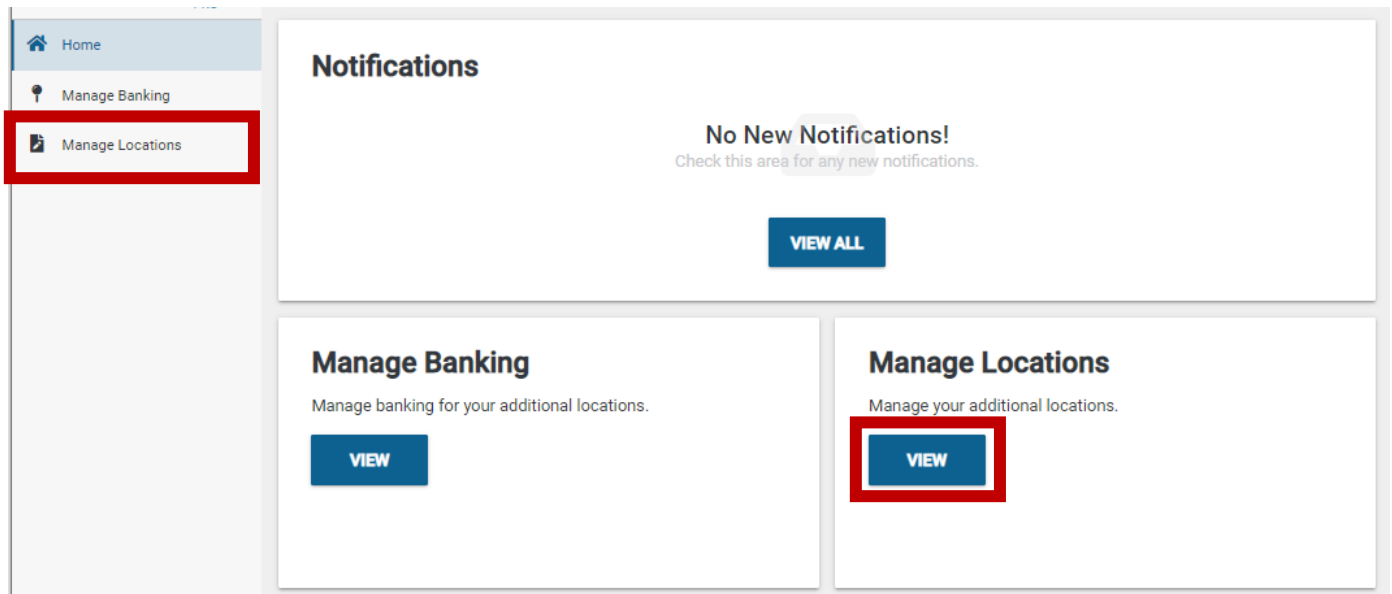 Home
Manage Banking
Manage Locations
Notifications
No New Notifications!
Check this area for any new notifications.
VIEW ALL
Manage Banking
Manage banking for your additional locations.
VIEW
Manage Locations
Manage your additional locations.
VIEW